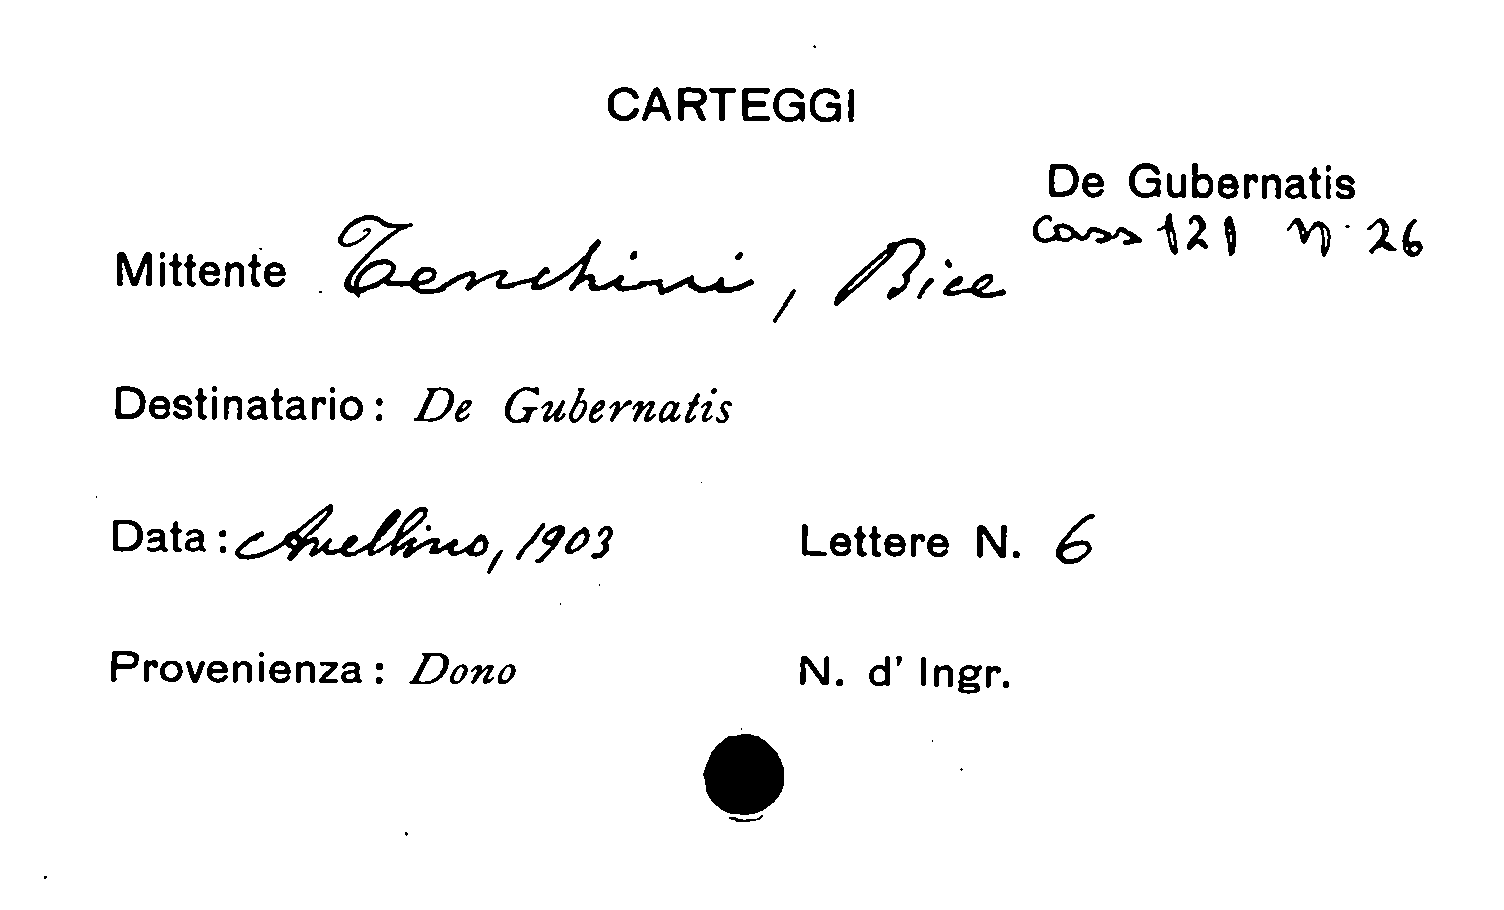 CARTEGGI
De Gubernatis
Cass 121 n. 26
Mittente Tenchini, Bice
Destinatario: De Gubernatis
Data: Avellino, 1903 Lettere N. 6
Provenienza: Dono N. d' Ingr.